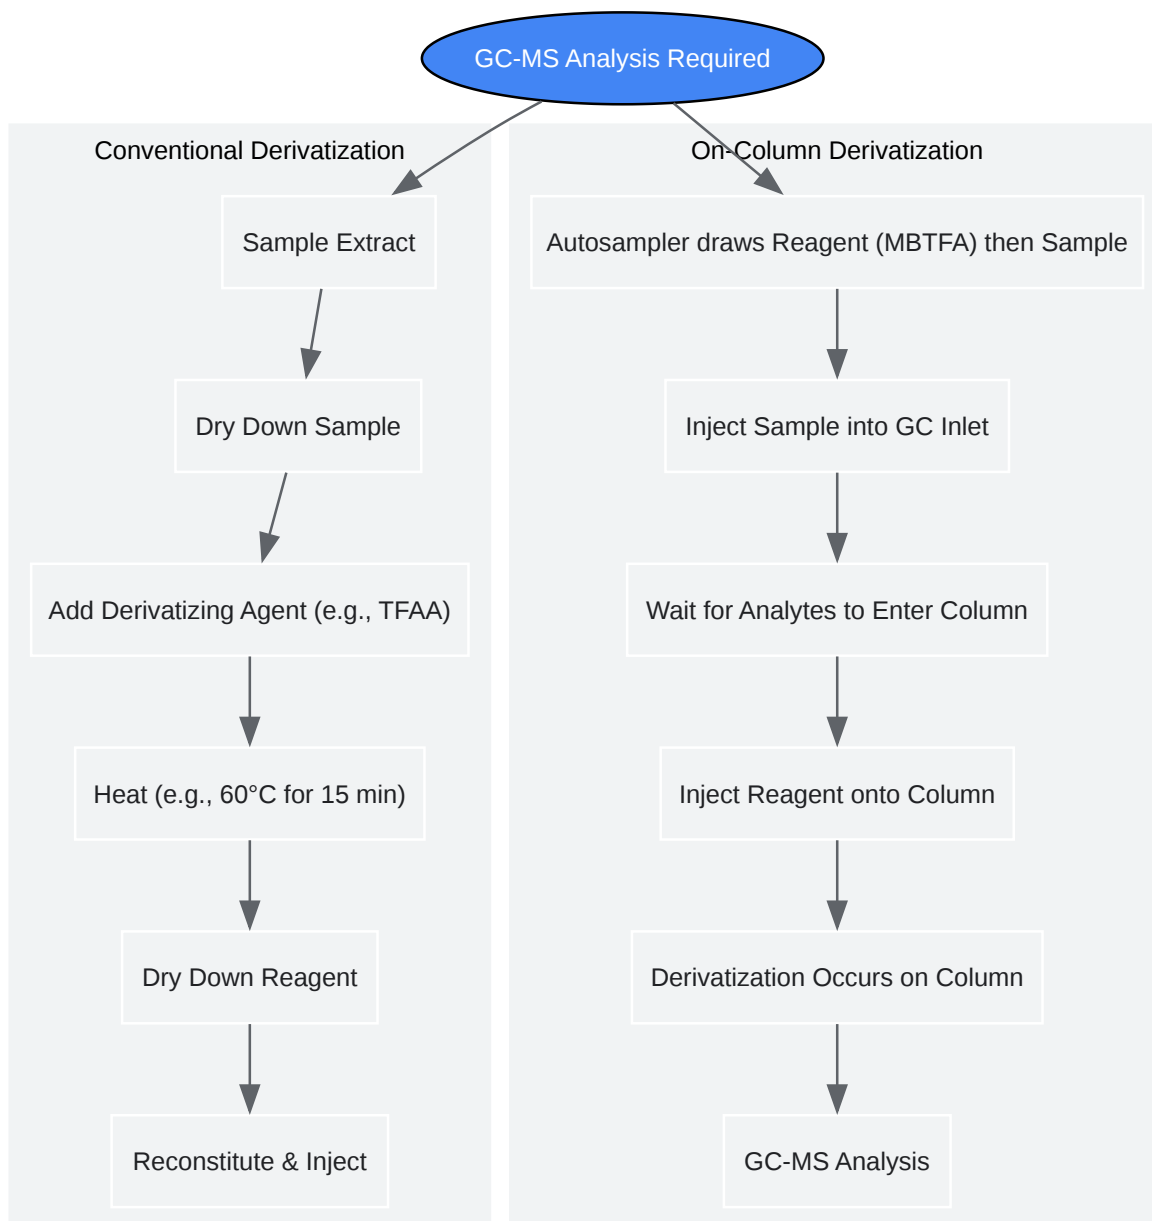 GC-MS Analysis Required
Conventional Derivatization
Sample Extract
Dry Down Sample
Add Derivatizing Agent (e.g., TFAA)
Heat (e.g., 60°C for 15 min)
Dry Down Reagent
Reconstitute & Inject
On-Column Derivatization
Autosampler draws Reagent (MBTFA) then Sample
Inject Sample into GC Inlet
Wait for Analytes to Enter Column
Inject Reagent onto Column
Derivatization Occurs on Column
GC-MS Analysis